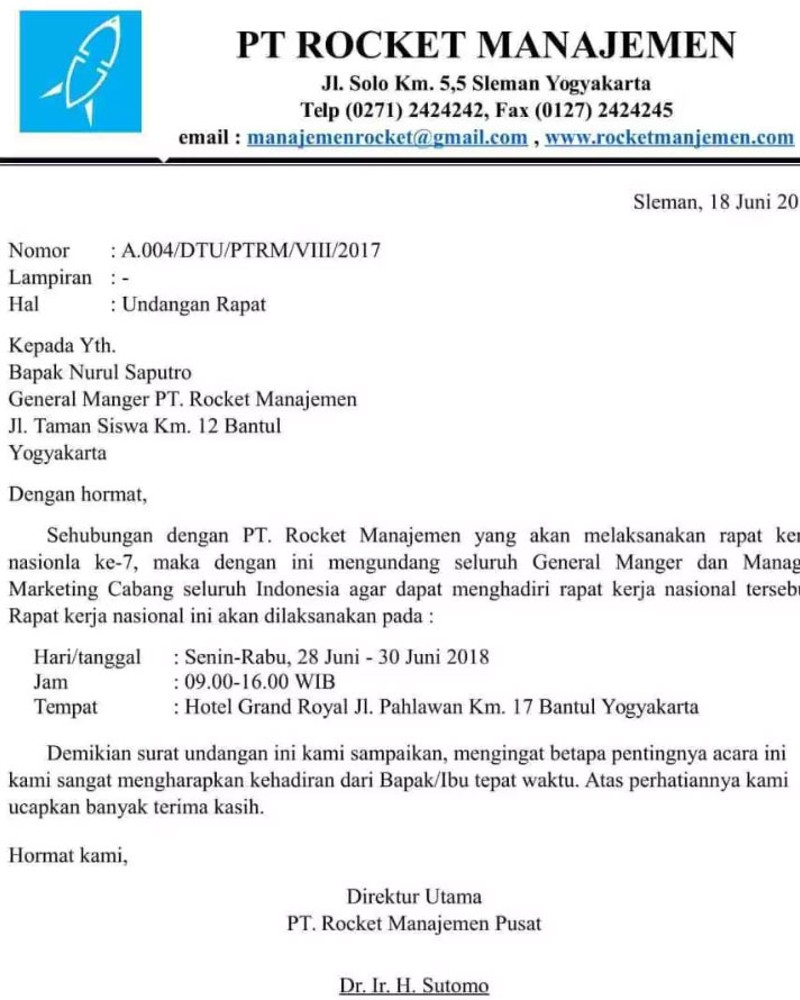 PT ROCKET MANAJEMEN
Jl. Solo Km. 5,5 Sleman Yogyakarta
Telp (0271) 2424242, Fax (0127) 2424245
email : manajemenrocket@gmail.com , www.rocketmanjemen.com
Sleman, 18 Juni 20
Nomor : A.004/DTU/PTRM/VIII/2017
Lampiran : -
Hal : Undangan Rapat
Kepada Yth.
Bapak Nurul Saputro
General Manger PT. Rocket Manajemen
Jl. Taman Siswa Km. 12 Bantul
Yogyakarta
Dengan hormat,
Sehubungan dengan PT. Rocket Manajemen yang akan melaksanakan rapat
nasionla ke-7, maka dengan ini mengundang seluruh General Manger dan
Marketing Cabang seluruh Indonesia agar dapat menghadiri rapat kerja nasional
Rapat kerja nasional ini akan dilaksanakan pada :
Hari/tanggal : Senin-Rabu, 28 Juni - 30 Juni 2018
Jam : 09.00-16.00 WIB
Tempat : Hotel Grand Royal Jl. Pahlawan Km. 17 Bantul Yogyakarta
Demikian surat undangan ini kami sampaikan, mengingat betapa pentingnya acara ini
kami sangat mengharapkan kehadiran dari Bapak/Ibu tepat waktu. Atas perhatiannya kami
ucapkan banyak terima kasih.
Hormat kami,
Direktur Utama
PT. Rocket Manajemen Pusat
Dr. Ir. H. Sutomo